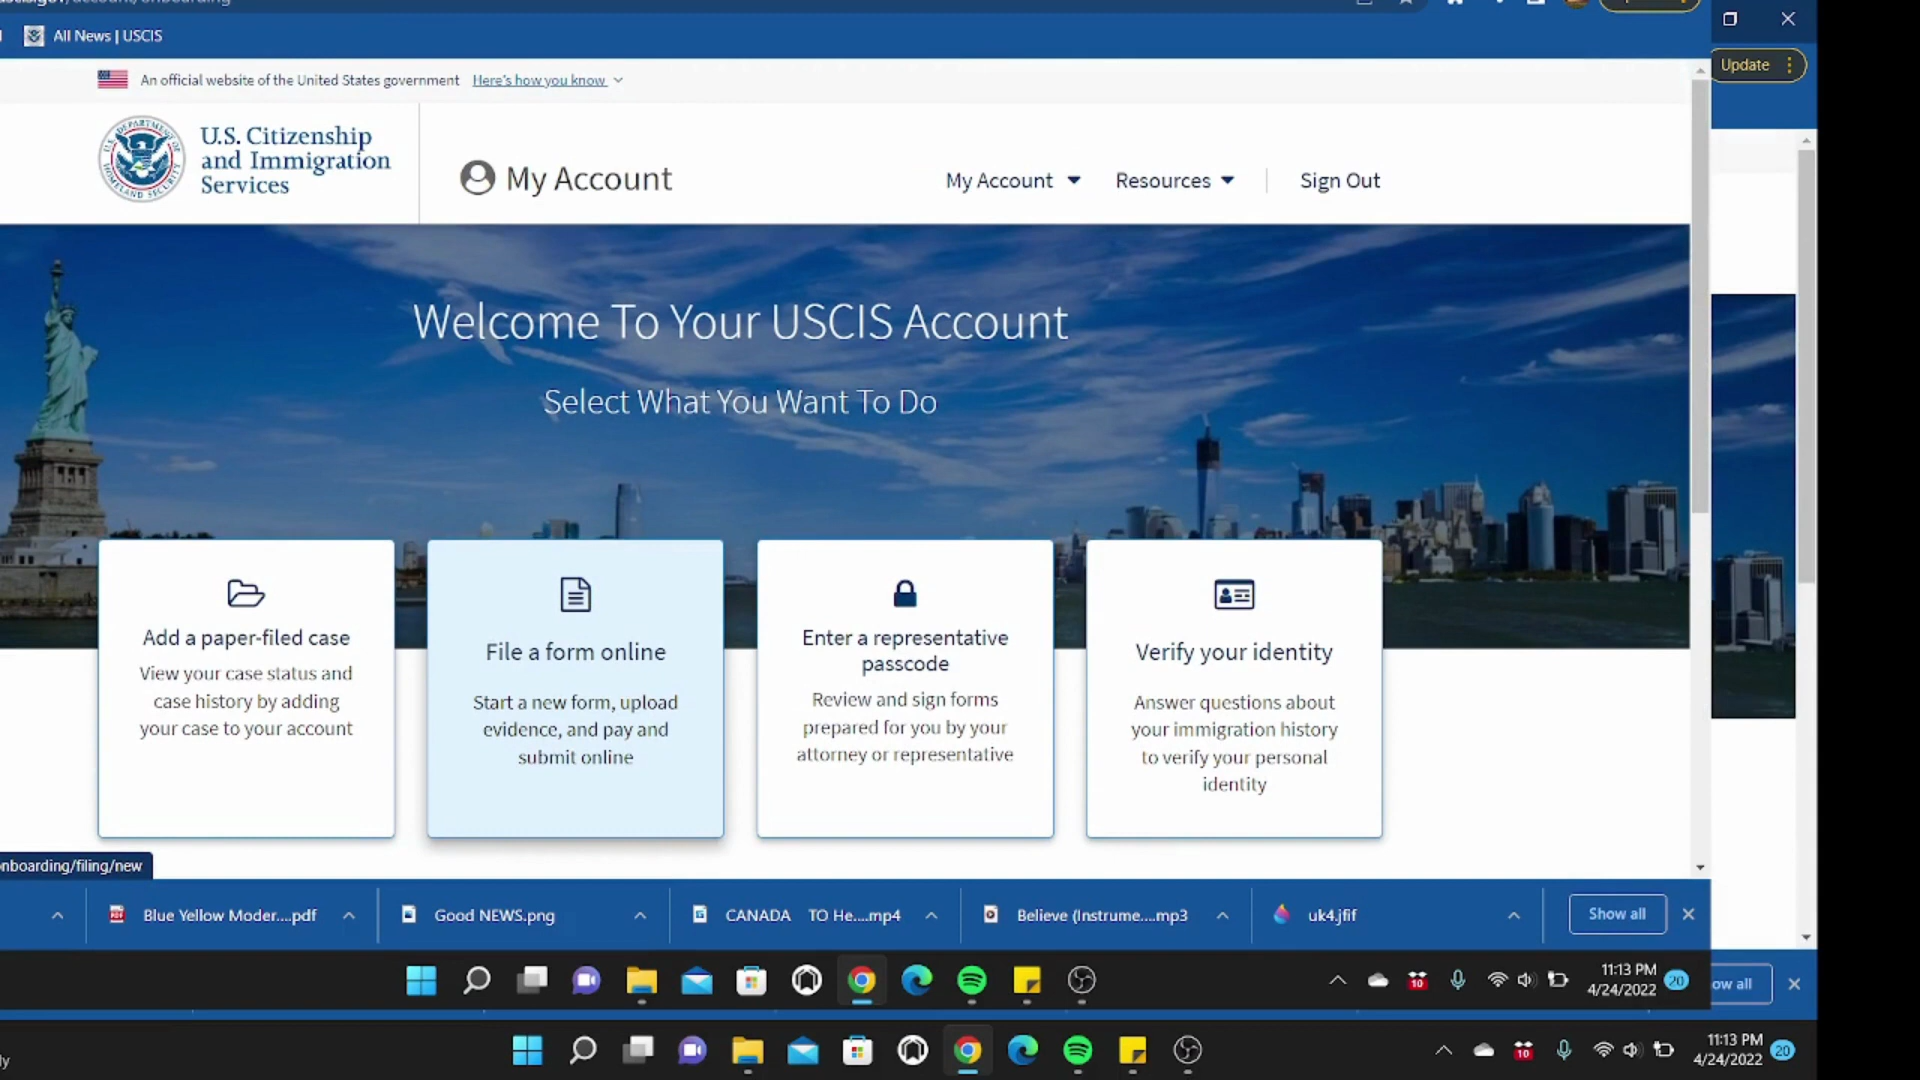 All News | USCIS
Update
An official website of the United States government Here's how you know
U.S. Citizenship
and Immigration
Services
My Account
My Account
Resources
Sign Out
Welcome To Your USCIS Account
Select What You Want To Do
Add a paper-filed case
View your case status and
case history by adding
your case to your account
File a form online
Start a new form, upload
evidence, and pay and
submit online
Enter a representative
passcode
Review and sign forms
prepared for you by your
attorney or representative
Verify your identity
Answer questions about
your immigration history
to verify your personal
identity
nboarding/filing/new
Blue Yellow Moder....pdf
Good NEWS.png
CANADA TO He....mp4
Believe (Instrume....mp3
uk4.jfif
Show all
10
11:13 PM
4/24/2022
20
ow all
10
11:13 PM
4/24/2022
20